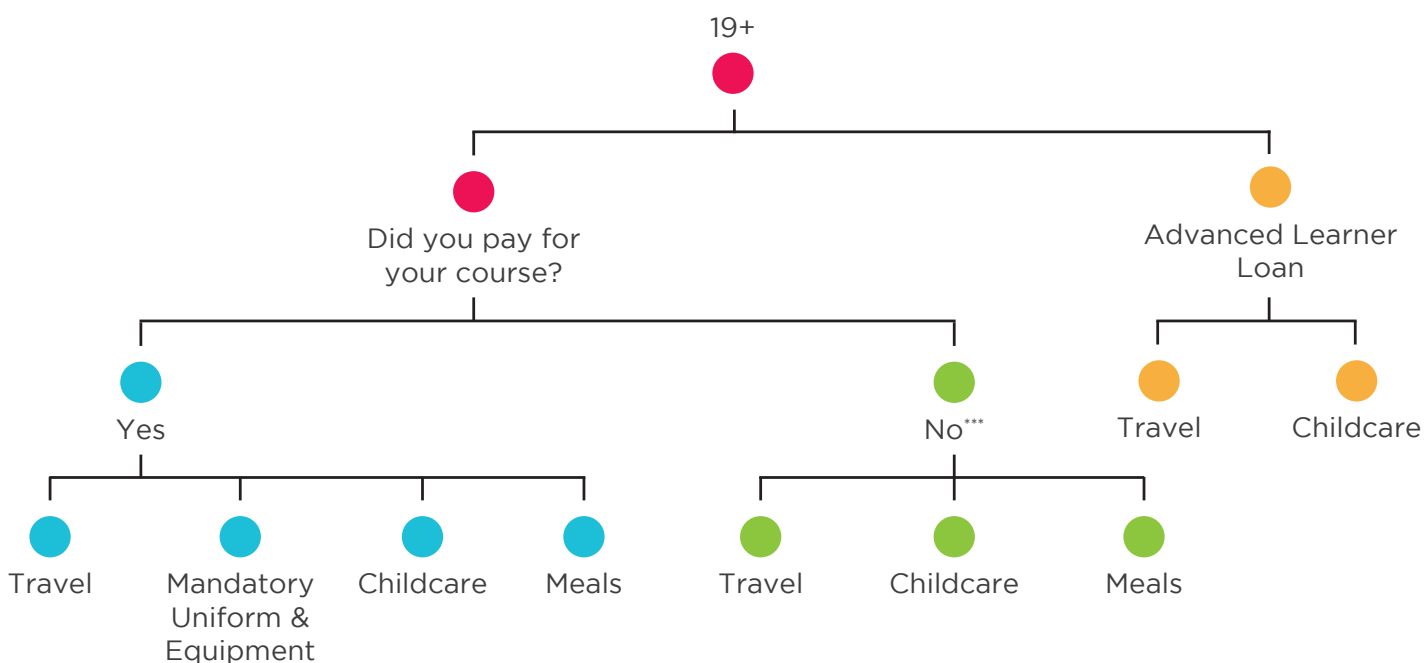 19+
Did you pay for
your course?
Advanced Learner
Loan
Yes
No***
Travel
Childcare
Travel
Mandatory
Uniform &
Equipment
Childcare
Meals
Travel
Childcare
Meals